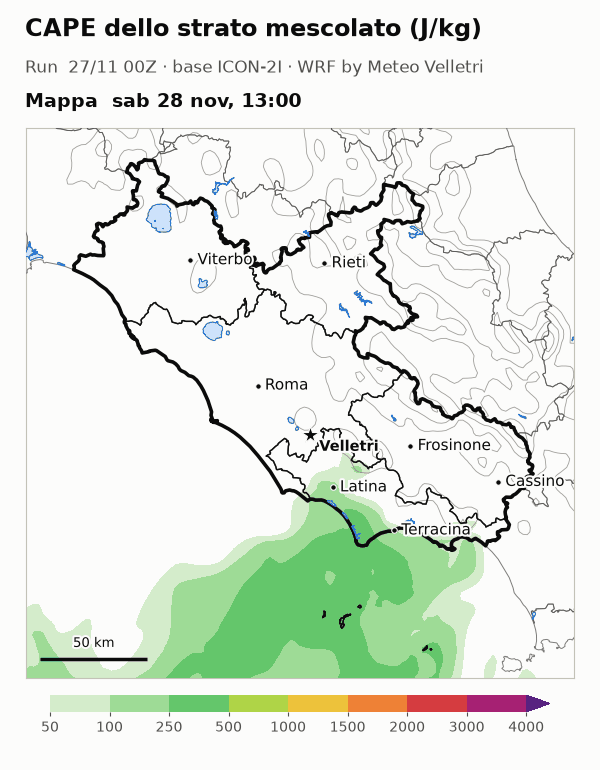 CAPE dello strato mescolato (J/kg)
Run 27/11 00Z · base ICON-2I · WRF by Meteo Velletri
Mappa sab 28 nov, 13:00
Viterbo
Rieti
Roma
Velletri
Frosinone
Cassino
Latina
Terracina
50 km
50 100 250 500 1000 1500 2000 3000 4000